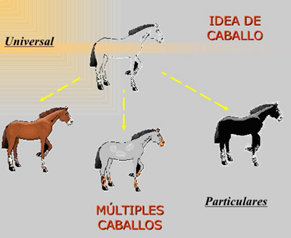 IDEA DE
CABALLO
Universal
MÚLTIPLES
CABALLOS
Particulares